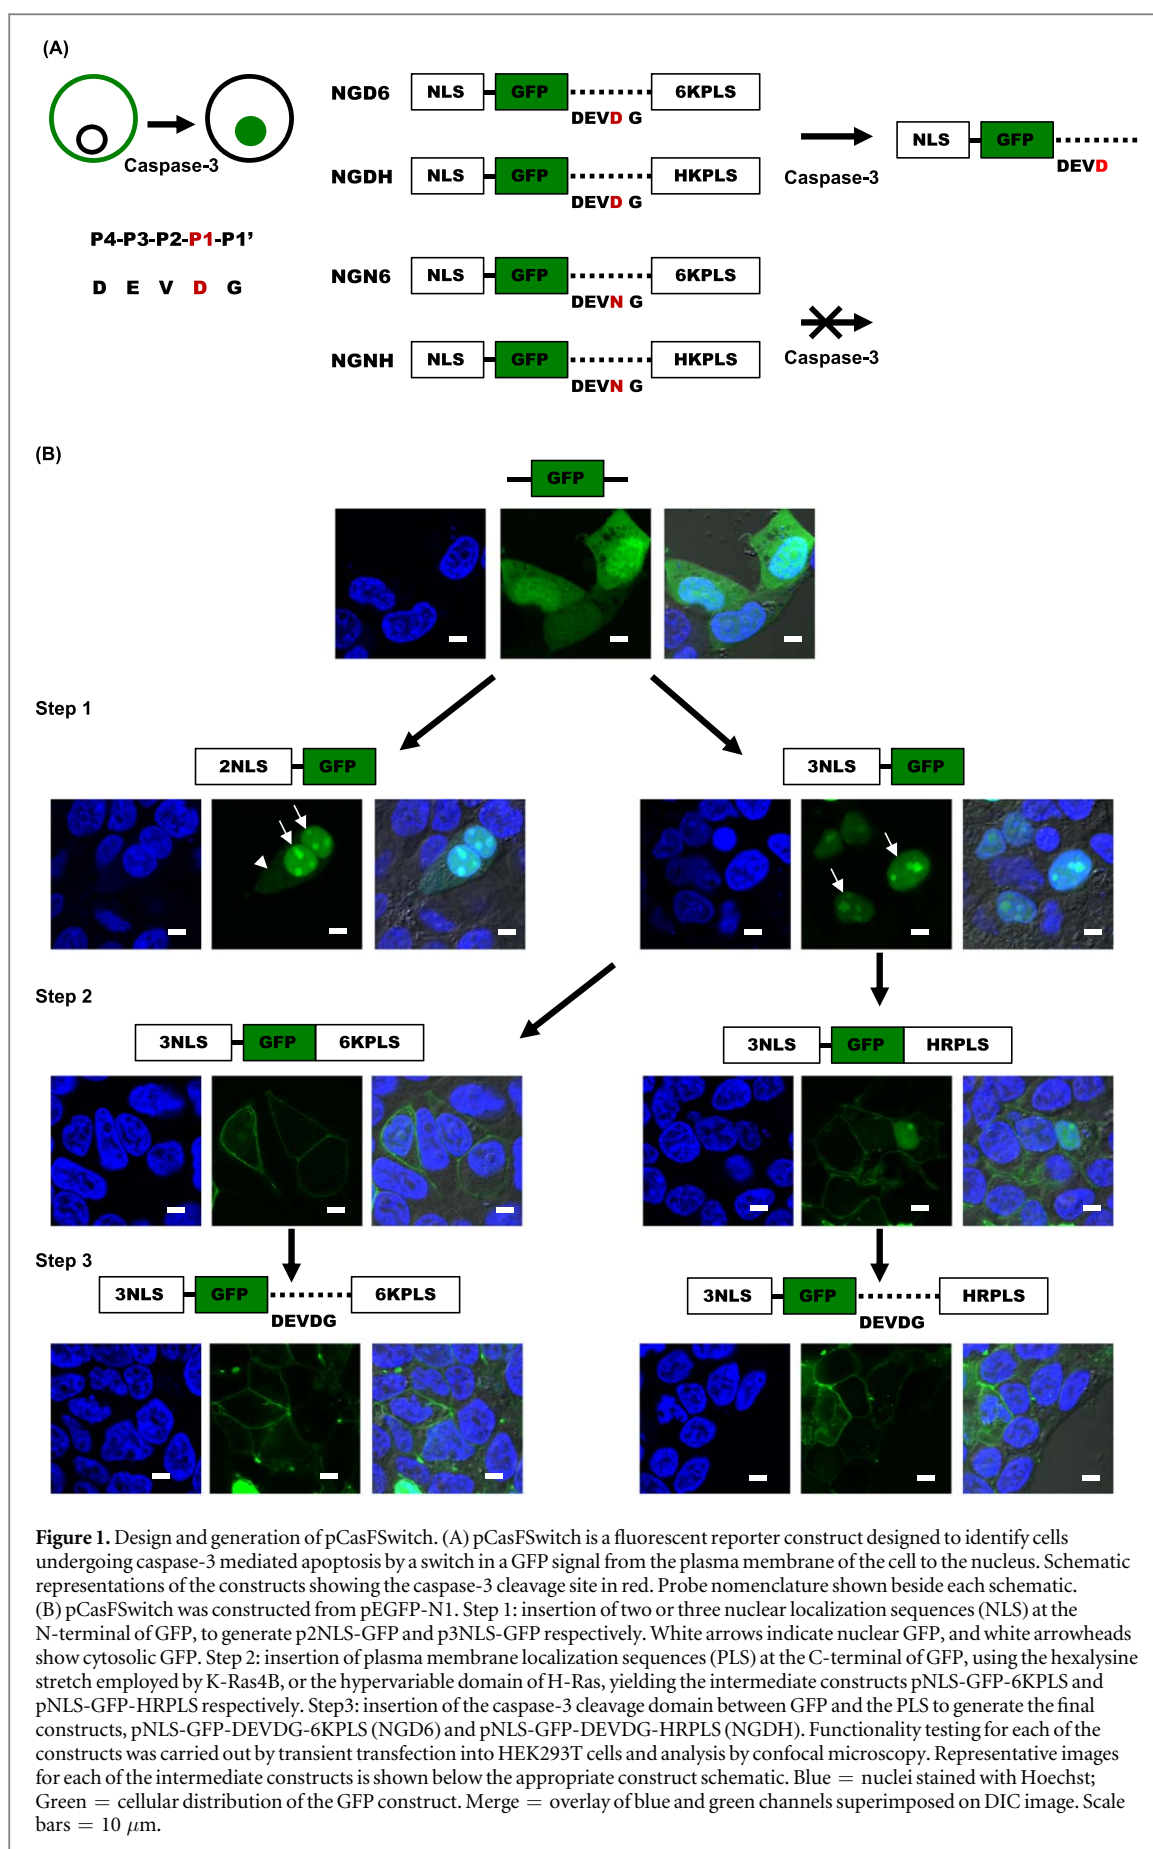 (A)
Caspase-3
P4-P3-P2-P1-P1’
D E V D G
NGD6 NLS GFP 6KPLS
DEVD G
NGDH NLS GFP HKPLS
DEVD G
Caspase-3
NLS GFP
DEVD
NGN6 NLS GFP 6KPLS
DEVN G
NGNH NLS GFP HKPLS
DEVN G
Caspase-3
(B)
GFP
Step 1
2NLS GFP
3NLS GFP
Step 2
3NLS GFP 6KPLS
3NLS GFP HRPLS
Step 3
3NLS GFP 6KPLS
DEVDG
3NLS GFP HRPLS
DEVDG
Figure 1. Design and generation of pCasFSwitch. (A) pCasFSwitch is a fluorescent reporter construct designed to identify cells
undergoing caspase-3 mediated apoptosis by a switch in a GFP signal from the plasma membrane of the cell to the nucleus. Schematic
representations of the constructs showing the caspase-3 cleavage site in red. Probe nomenclature shown beside each schematic.
(B) pCasFSwitch was constructed from pEGFP-N1. Step 1: insertion of two or three nuclear localization sequences (NLS) at the
N-terminal of GFP, to generate p2NLS-GFP and p3NLS-GFP respectively. White arrows indicate nuclear GFP, and white arrowheads
show cytosolic GFP. Step 2: insertion of plasma membrane localization sequences (PLS) at the C-terminal of GFP, using the hexalysine
stretch employed by K-Ras4B, or the hypervariable domain of H-Ras, yielding the intermediate constructs pNLS-GFP-6KPLS and
pNLS-GFP-HRPLS respectively. Step3: insertion of the caspase-3 cleavage domain between GFP and the PLS to generate the final
constructs, pNLS-GFP-DEVDG-6KPLS (NGD6) and pNLS-GFP-DEVDG-HRPLS (NGDH). Functionality testing for each of the
constructs was carried out by transient transfection into HEK293T cells and analysis by confocal microscopy. Representative images
for each of the intermediate constructs is shown below the appropriate construct schematic. Blue = nuclei stained with Hoechst;
Green = cellular distribution of the GFP construct. Merge = overlay of blue and green channels superimposed on DIC image. Scale
bars = 10 μm.